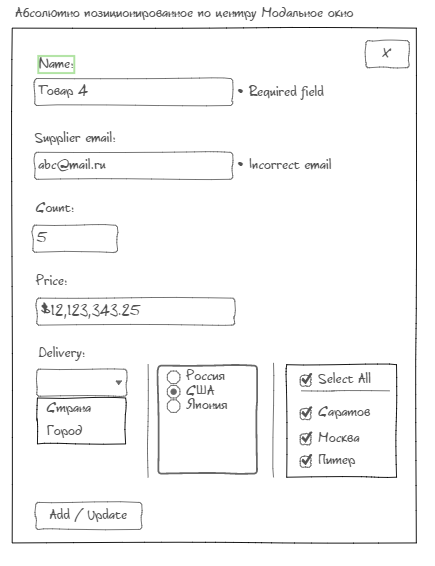 Абсолютно позиционированное по центру Модальное окно
X
Name:
Товар 4
• Required field
Supplier email:
abc@mail.ru
• Incorrect email
Count:
5
Price:
$12,123,343.25
Delivery:
Страна
Город
Россия
США
Япония
Select All
Саратов
Москва
Питер
Add / Update